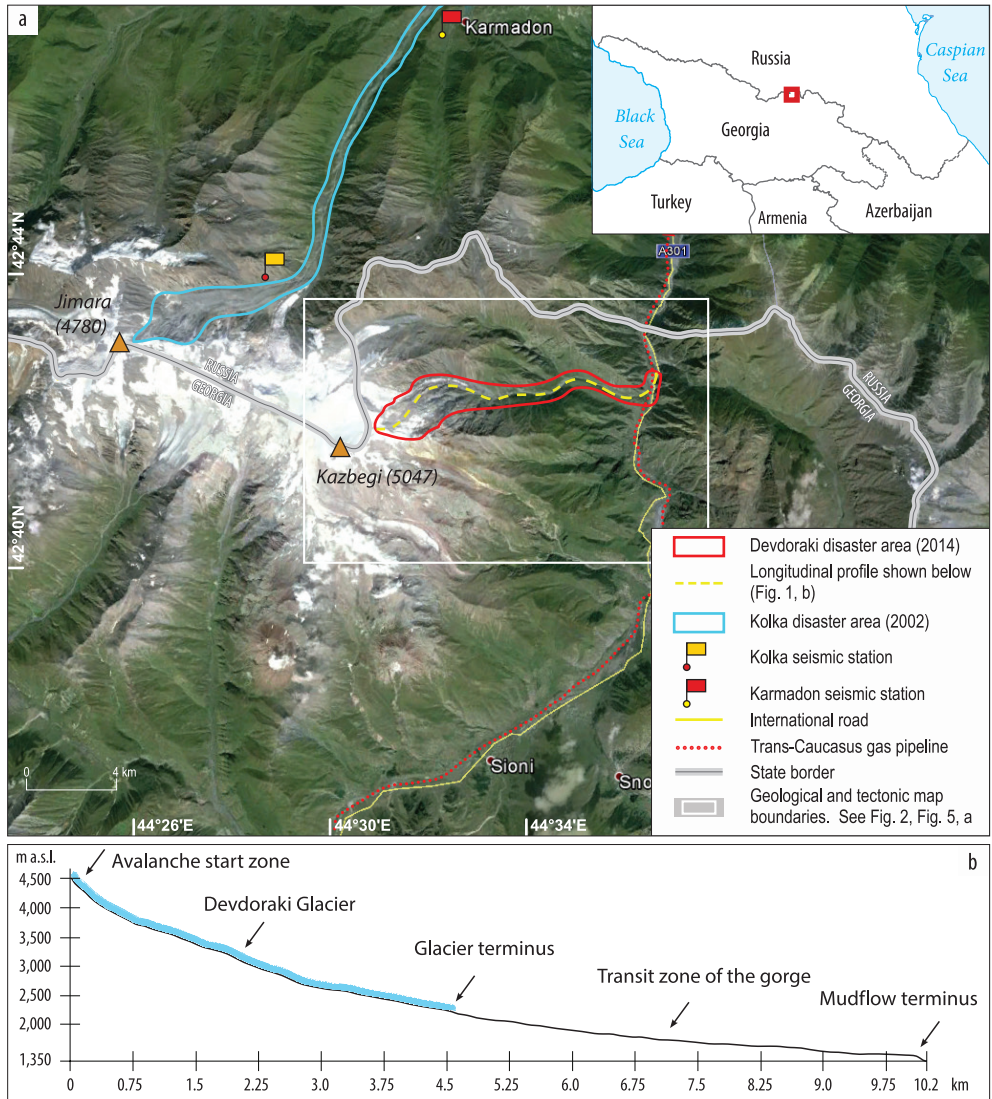 a
Karmadon
Russia
Caspian
Sea
Black
Sea
Georgia
Turkey
Armenia
Azerbaijan
A301
42°44'N
Jimara
(4780)
RUSSIA
GEORGIA
RUSSIA
GEORGIA
Kazbegi (5047)
42°40'N
Devdoraki disaster area (2014)
Longitudinal profile shown below
(Fig. 1, b)
Kolka disaster area (2002)
Kolka seismic station
Karmadon seismic station
International road
Trans-Caucasus gas pipeline
State border
Geological and tectonic map
boundaries. See Fig. 2, Fig. 5, a
Sioni
Sno
0
4 km
44°26'E
44°30'E
44°34'E
b
m a.s.l.
Avalanche start zone
4,500
4,000
Devdoraki Glacier
3,500
Glacier terminus
3,000
Transit zone of the gorge
2,500
Mudflow terminus
2,000
1,350
0 0.75 1.5 2.25 3.0 3.75 4.5 5.25 6.0 6.75 7.5 8.25 9.0 9.75 10.2 km